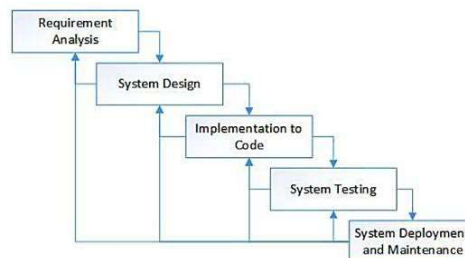 Requirement
Analysis
System Design
Implementation to
Code
System Testing
System Deploymen
and Maintenance